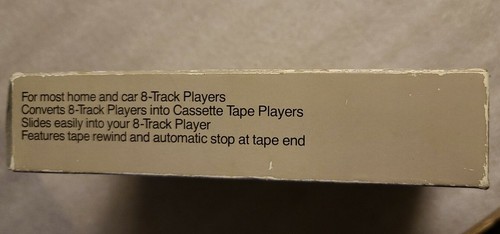 For most home and car 8-Track Players
Converts 8-Track Players into Cassette Tape Players
Slides easily into your 8-Track Player
Features tape rewind and automatic stop at tape end